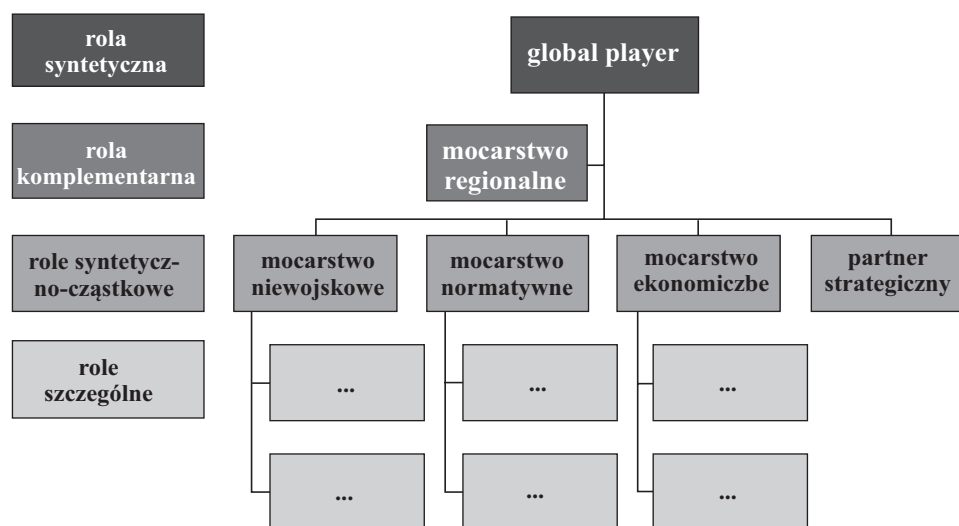 rola
syntetyczna
global player
rola
komplementarna
mocarstwo
regionalne
role syntetycz-
no-cząstkowe
mocarstwo
niewojskowe
mocarstwo
normatywne
mocarstwo
ekonomiczbe
partner
strategiczny
role
szczególne
...
...
...
...
...
...